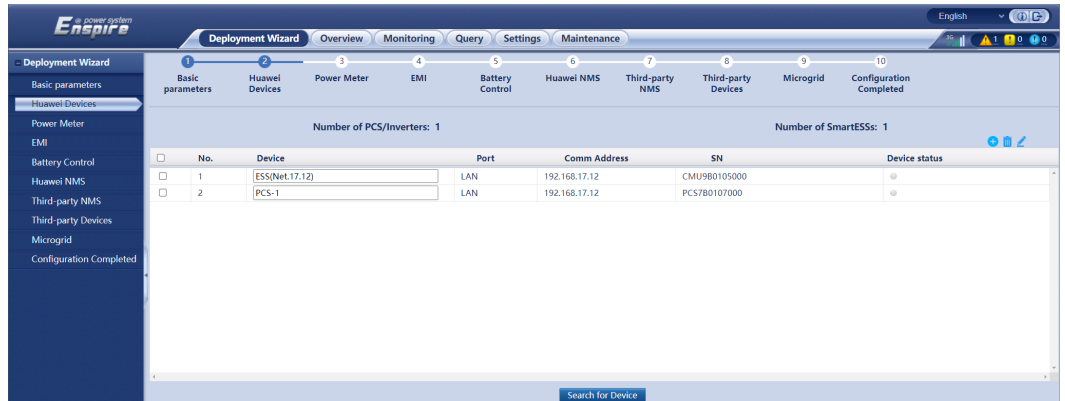 e power system
Enspire
English
Deployment Wizard Overview Monitoring Query Settings Maintenance
3G 1 0 0
Deployment Wizard
Basic parameters
Huawei Devices
Power Meter
EMI
Battery Control
Huawei NMS
Third-party NMS
Third-party Devices
Microgrid
Configuration Completed
1 2 3 4 5 6 7 8 9 10
Basic parameters
Huawei Devices
Power Meter
EMI
Battery Control
Huawei NMS
Third-party NMS
Third-party Devices
Microgrid
Configuration Completed
Number of PCS/Inverters: 1 Number of SmartESSs: 1
No. Device Port Comm Address SN Device status
1 ESS(Net.17.12) LAN 192.168.17.12 CMU9B0105000
2 PCS-1 LAN 192.168.17.12 PCS7B0107000
Search for Device